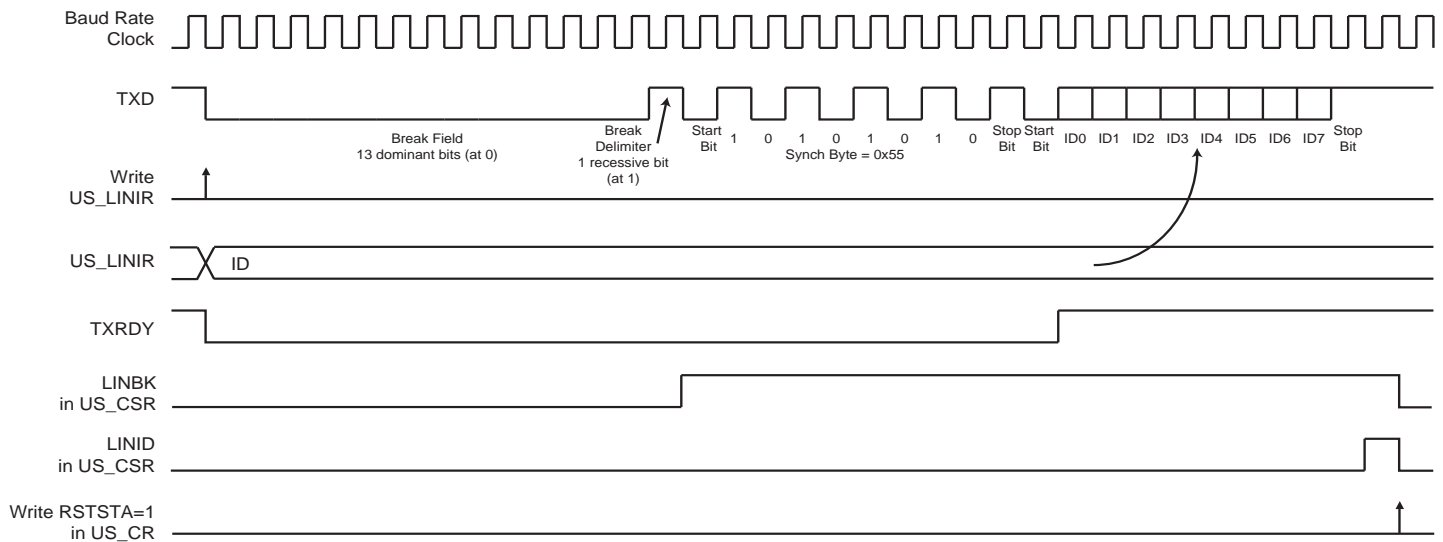 Baud Rate
Clock
TXD
Break Field
13 dominant bits (at 0)
Break
Delimiter
1 recessive bit
(at 1)
Start
Bit
1 0 1 0 1 0 1 0
Synch Byte = 0x55
Stop
Bit
Start
Bit
ID0 ID1 ID2 ID3 ID4 ID5 ID6 ID7
Stop
Bit
Write
US_LINIR
US_LINIR
ID
TXRDY
LINBK
in US_CSR
LINID
in US_CSR
Write RSTSTA=1
in US_CR